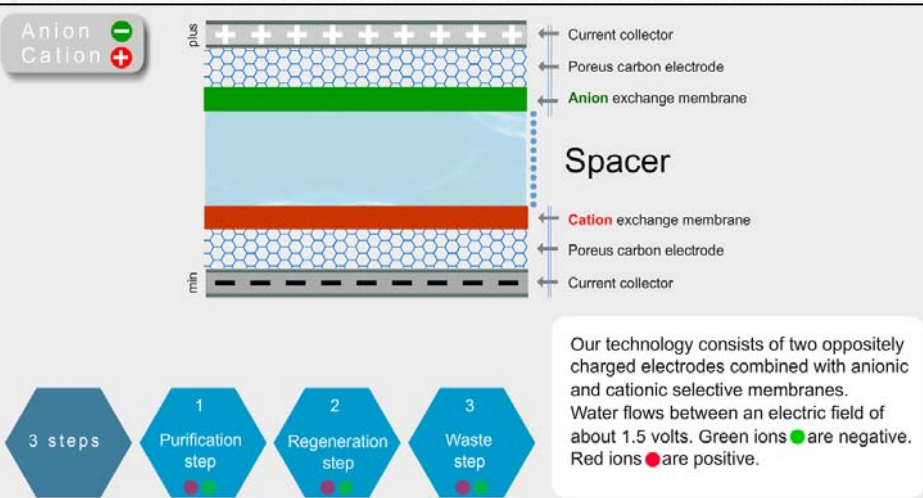 Anion
Cation
plus
Current collector
Poreus carbon electrode
Anion exchange membrane
Spacer
Cation exchange membrane
Poreus carbon electrode
min
Current collector
3 steps
1
Purification
step
2
Regeneration
step
3
Waste
step
Our technology consists of two oppositely
charged electrodes combined with anionic
and cationic selective membranes.
Water flows between an electric field of
about 1.5 volts. Green ions are negative.
Red ions are positive.